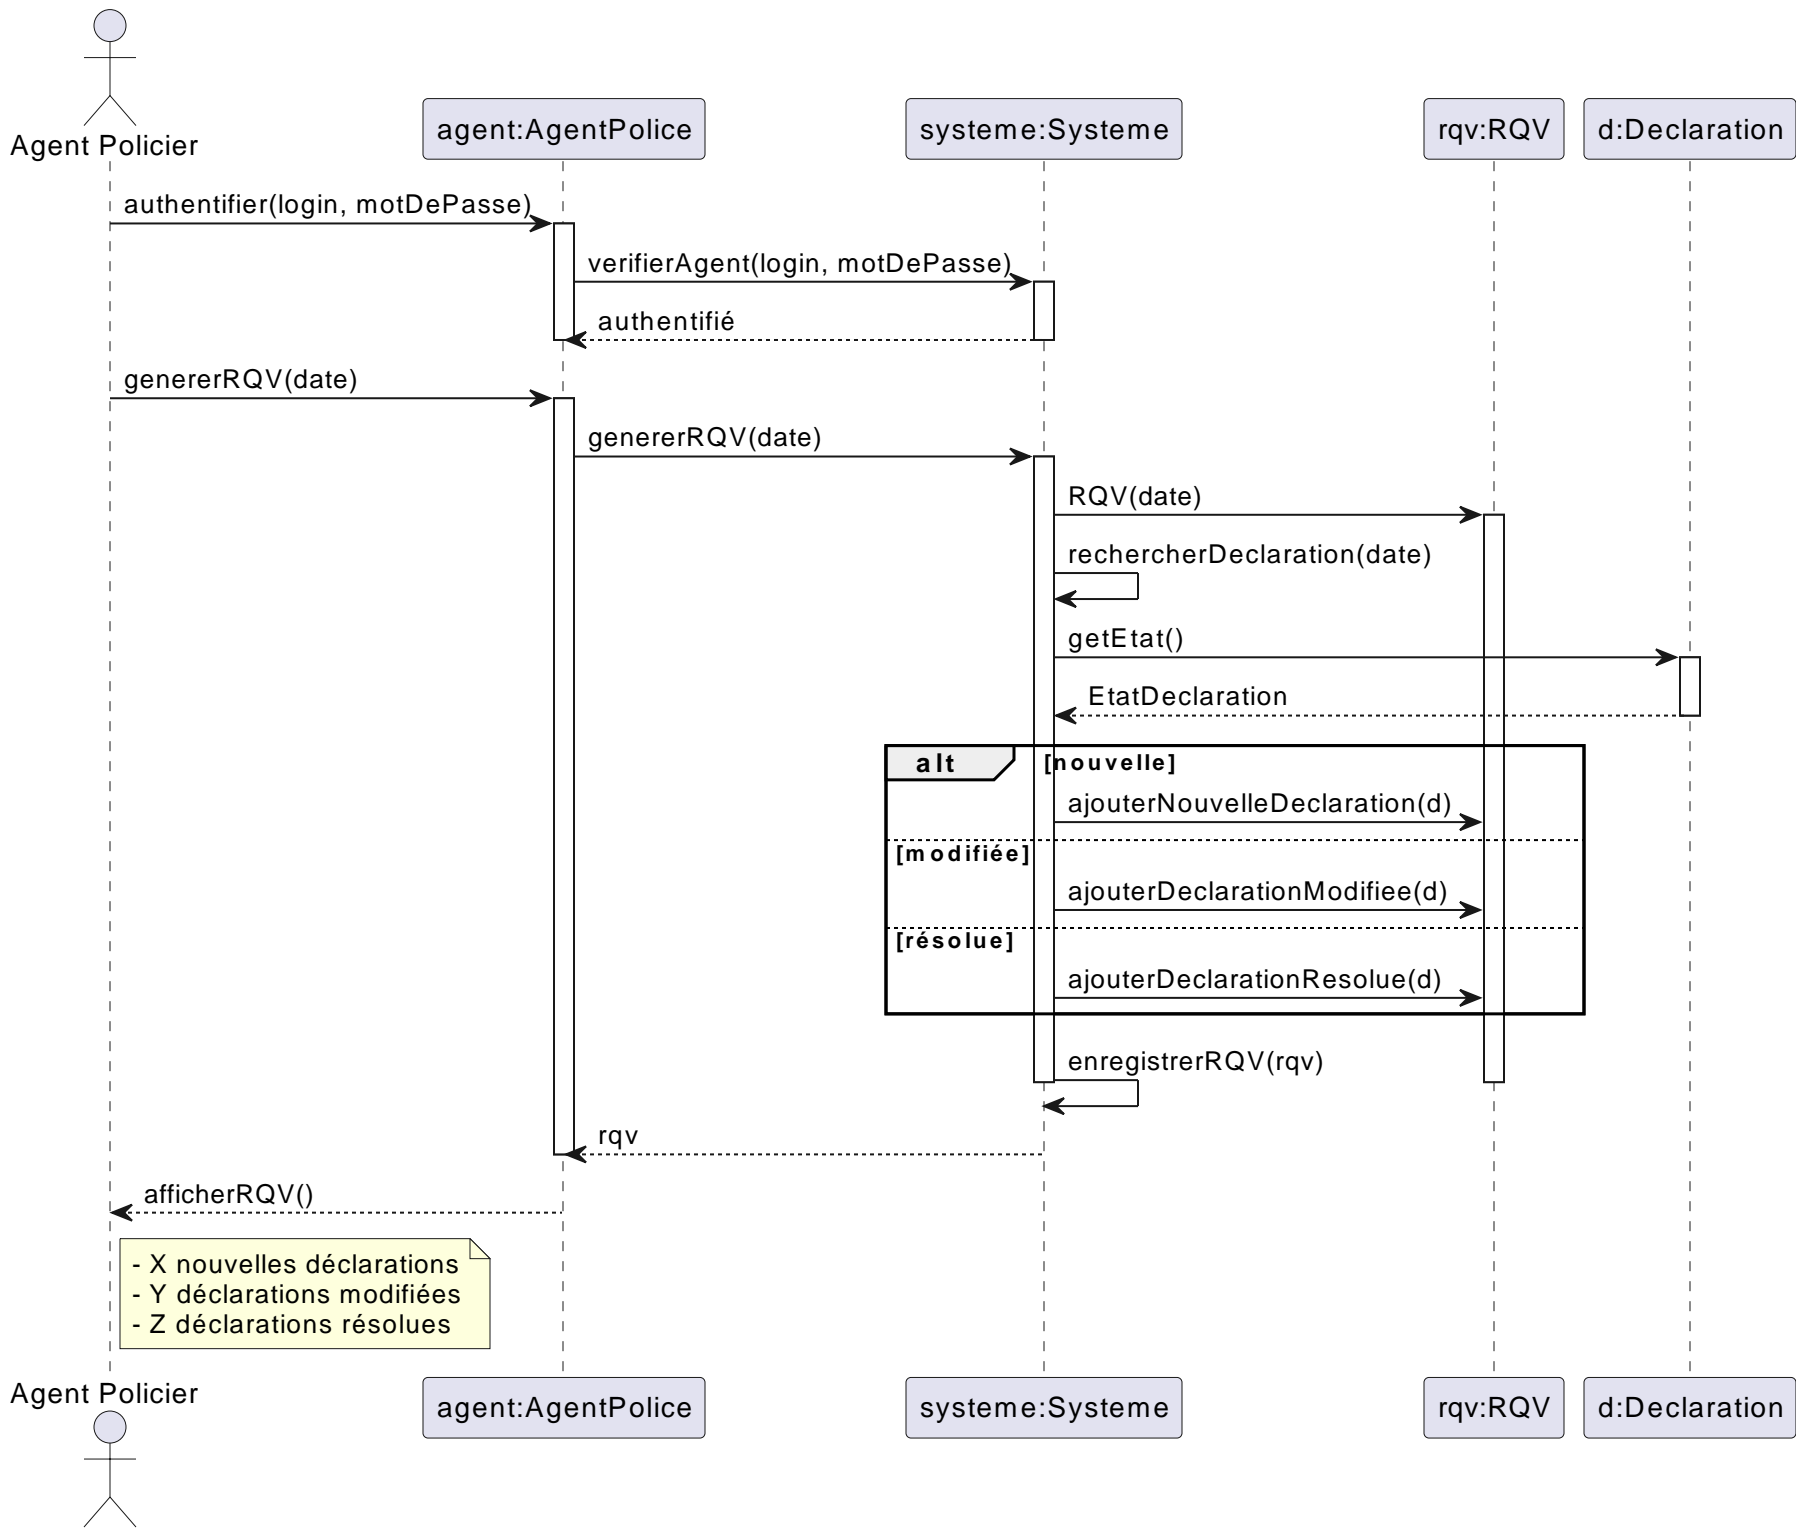 Agent Policier
agent:AgentPolice
systeme:Systeme
rqv:RQV
d:Declaration
authentifier(login, motDePasse)
verifierAgent(login, motDePasse)
authentifié
genererRQV(date)
genererRQV(date)
RQV(date)
rechercherDeclaration(date)
getEtat()
EtatDeclaration
alt
[nouvelle]
ajouterNouvelleDeclaration(d)
[modifiée]
ajouterDeclarationModifiee(d)
[résolue]
ajouterDeclarationResolue(d)
enregistrerRQV(rqv)
rqv
afficherRQV()
- X nouvelles déclarations
- Y déclarations modifiées
- Z déclarations résolues
Agent Policier
agent:AgentPolice
systeme:Systeme
rqv:RQV
d:Declaration